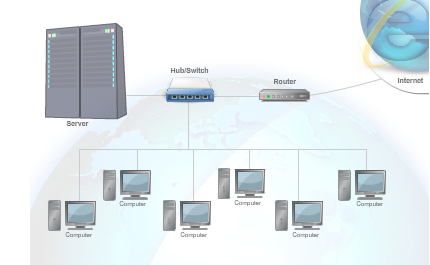 Hub/Switch
Router
Internet
Server
Computer
Computer
Computer
Computer
Computer
Computer